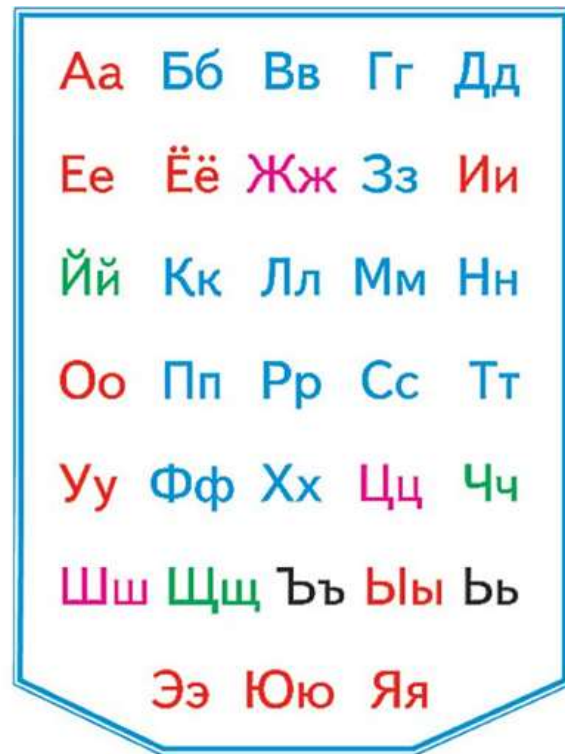 Аа Бб Вв Гг Дд
Ее Ёё Жж Зз Ии
Йй Кк Лл Мм Нн
Оо Пп Рр Сс Тт
Уу Фф Хх Цц Чч
Шш Щщ Ъъ Ыы Ьь
Ээ Юю Яя